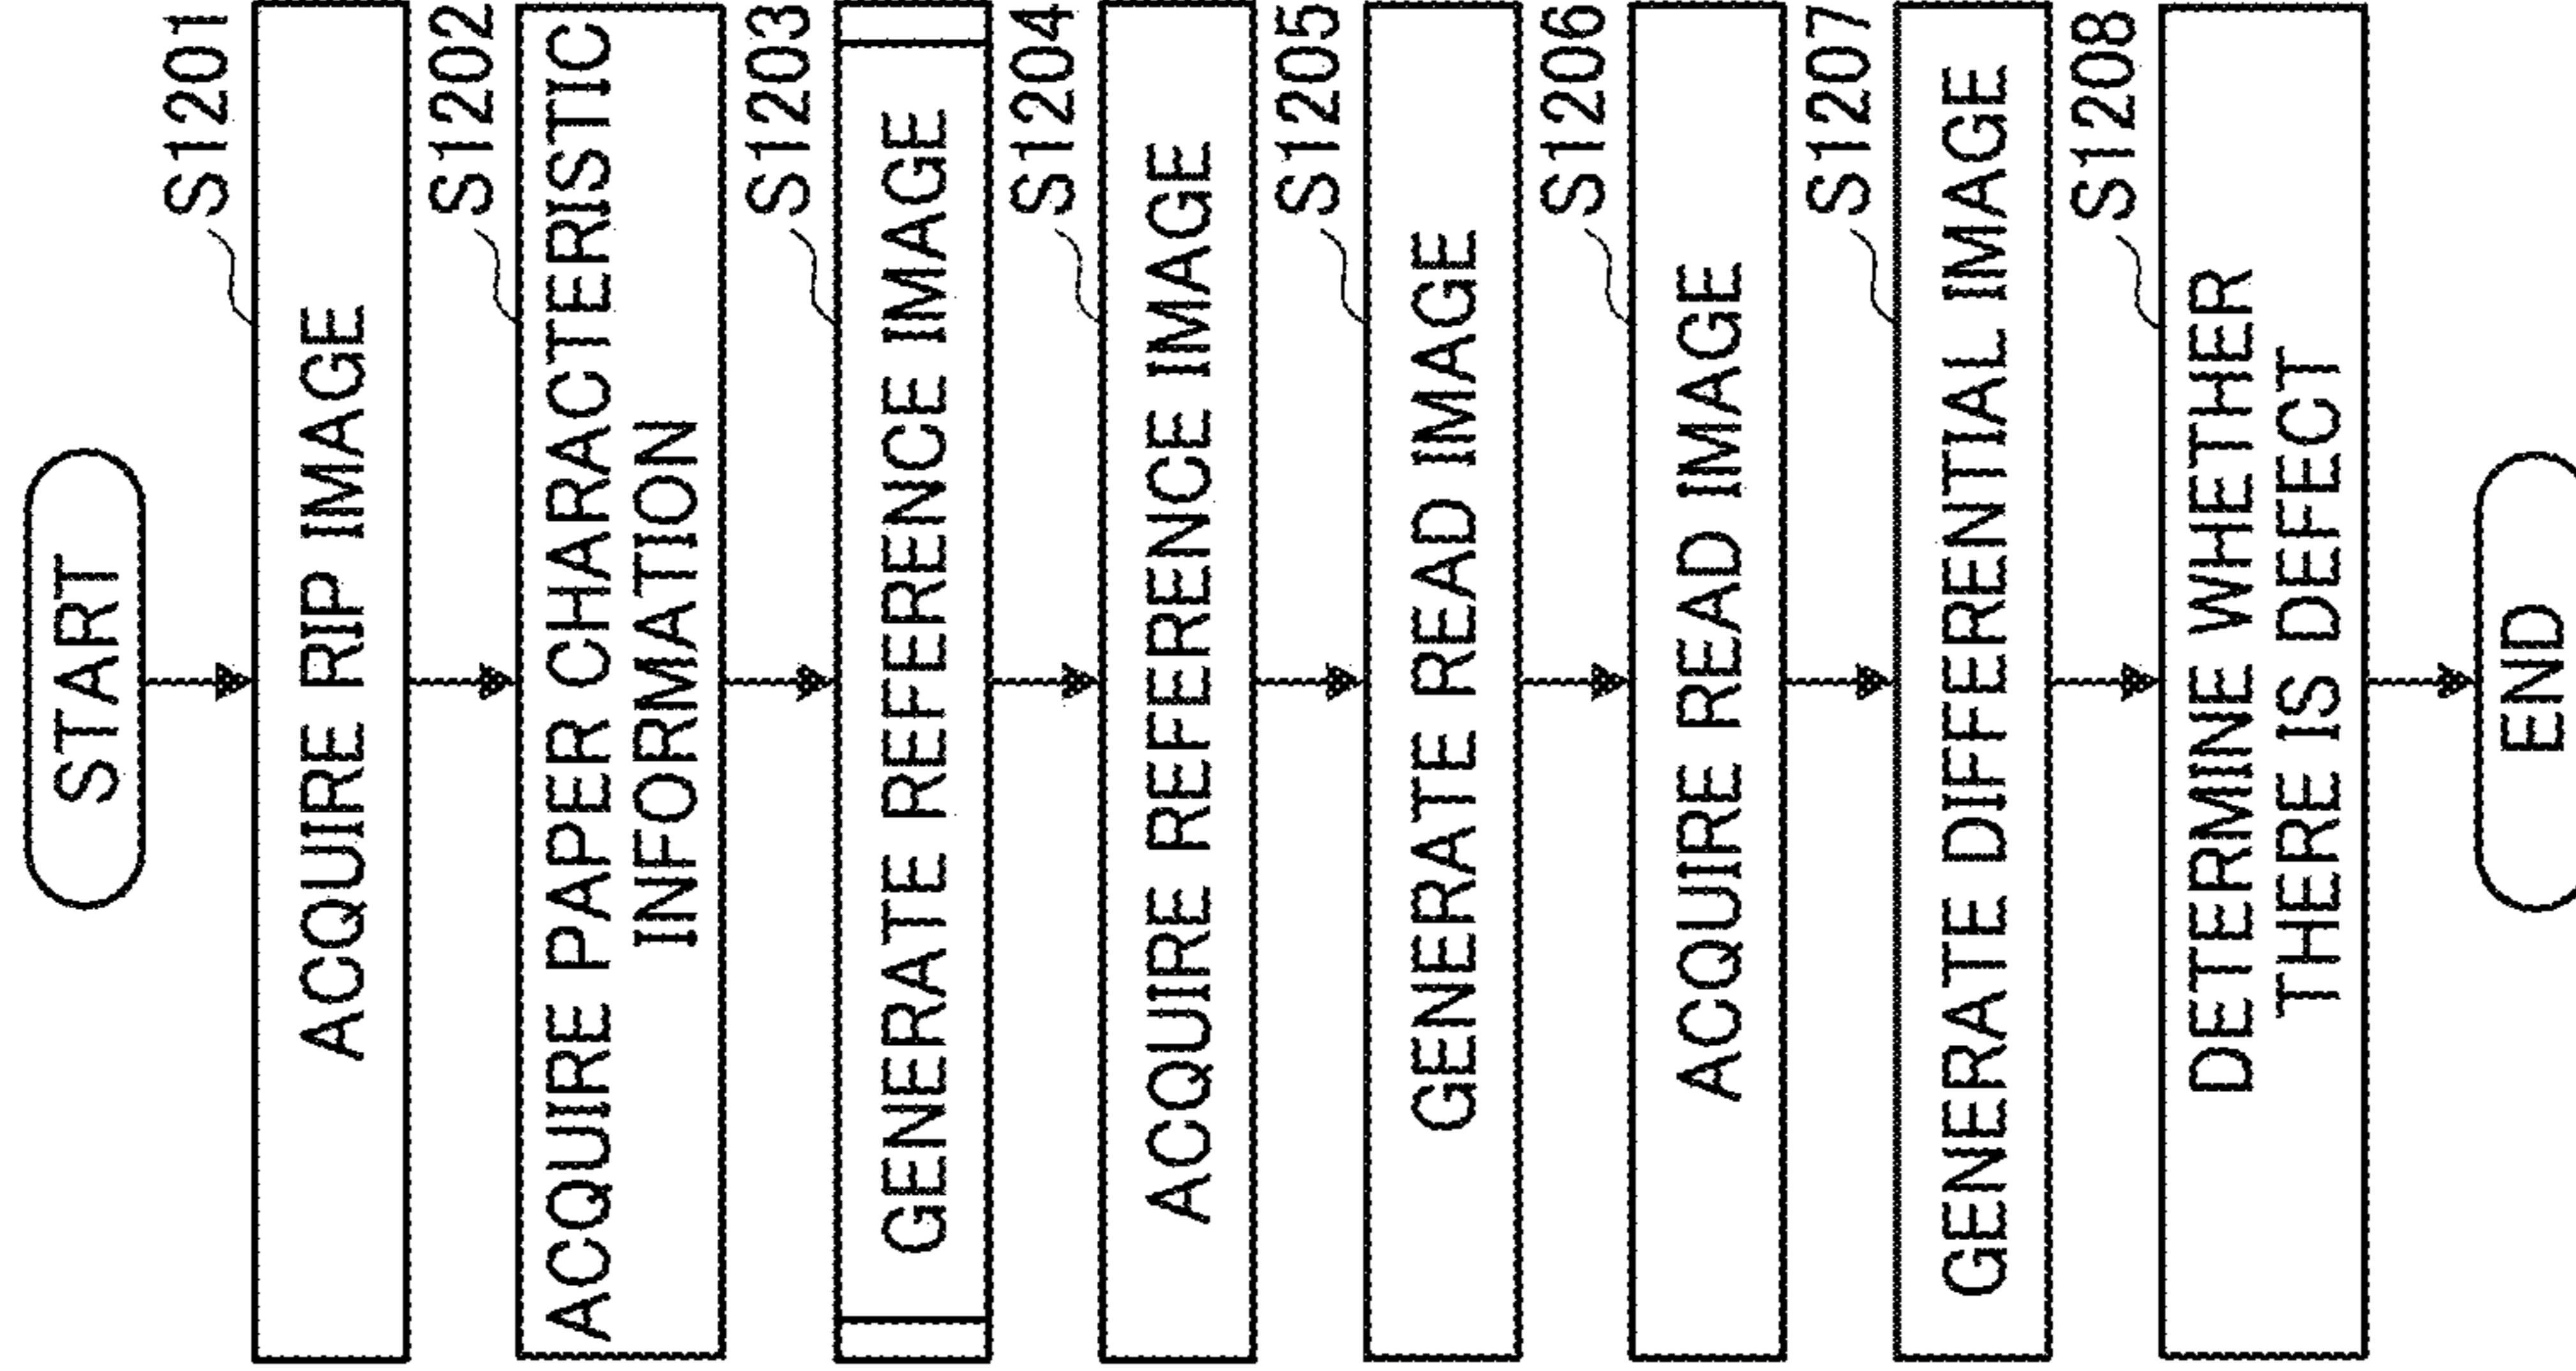 START
S1201
ACQUIRE RIP IMAGE
S1202
ACQUIRE PAPER CHARACTERISTIC
INFORMATION
S1203
GENERATE REFERENCE IMAGE
S1204
ACQUIRE REFERENCE IMAGE
S1205
GENERATE READ IMAGE
S1206
ACQUIRE READ IMAGE
S1207
GENERATE DIFFERENTIAL IMAGE
S1208
DETERMINE WHETHER
THERE IS DEFECT
END